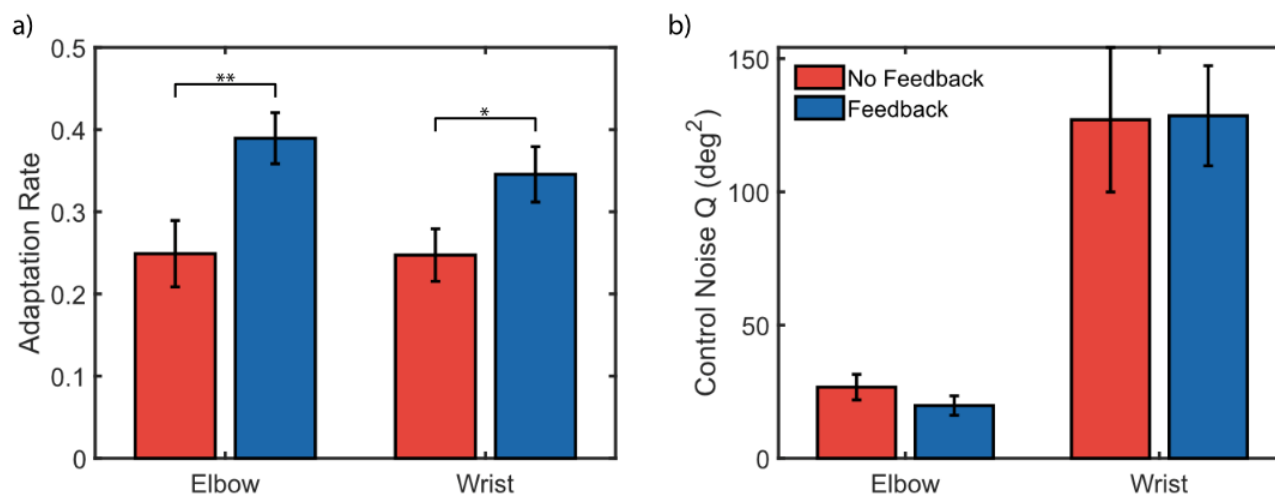 a)
0.5
0.4
0.3
0.2
0.1
0
Adaptation Rate
**
*
Elbow
Wrist
b)
150
100
50
0
Control Noise Q (deg²)
No Feedback
Feedback
Elbow
Wrist